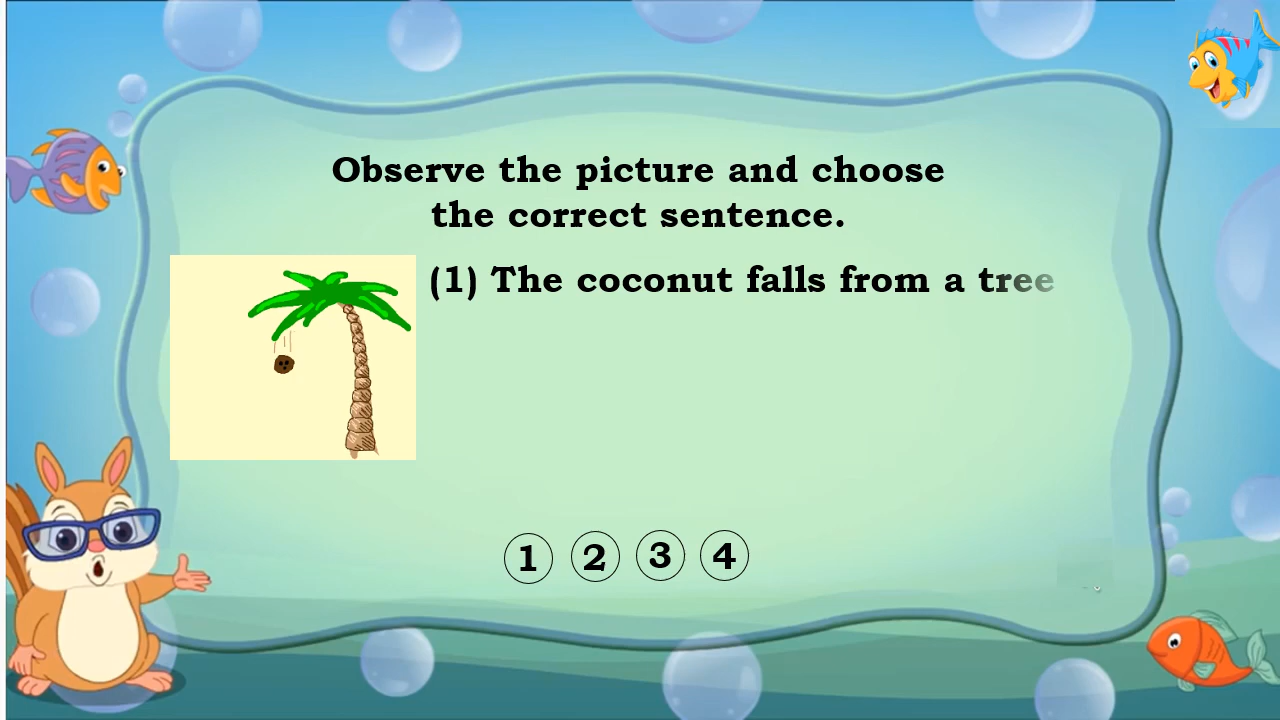 Observe the picture and choose
the correct sentence.
(1) The coconut falls from a tree
1 2 3 4